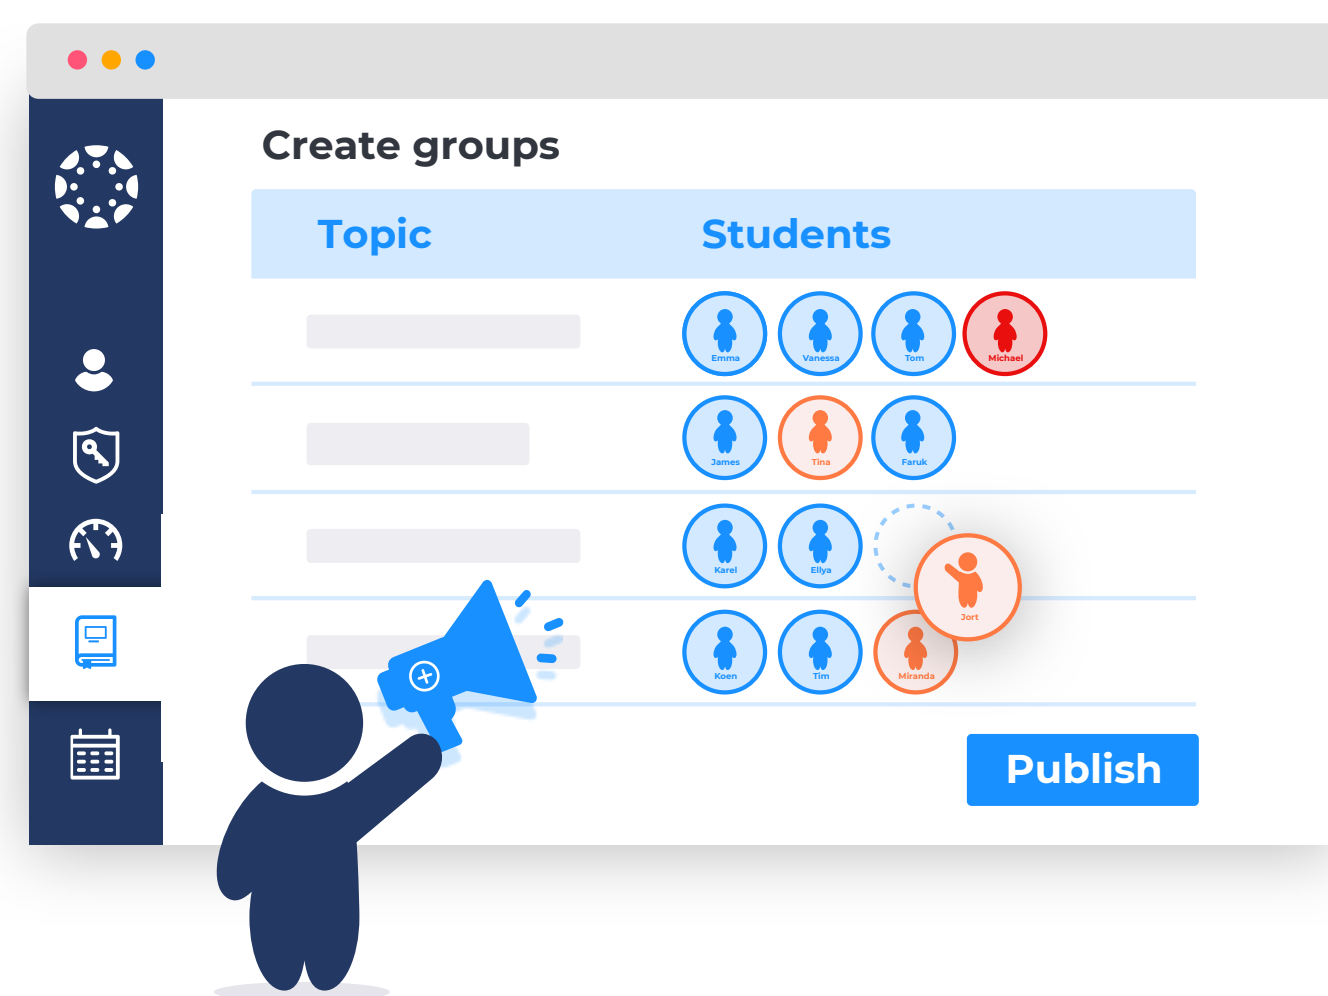 Create groups
Topic Students
Emma Vanessa Tom Michael
James Tina Faruk
Karel Ellya
Jort
Koen Tim Miranda
Publish